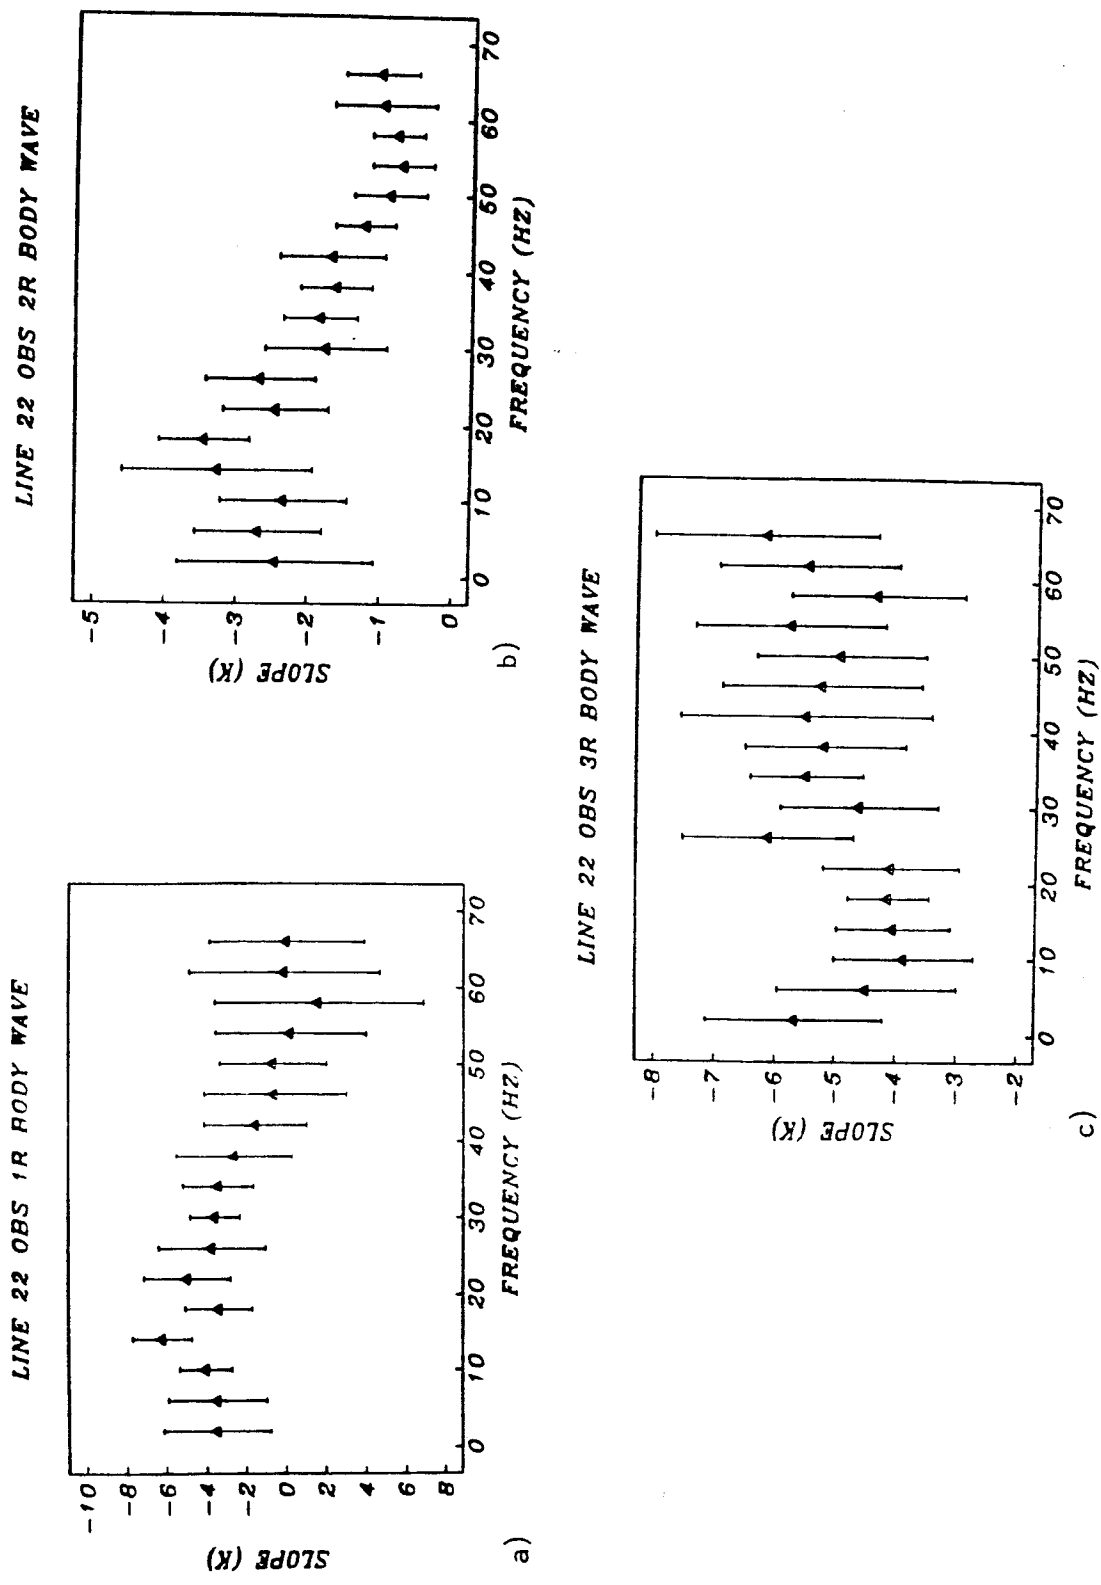 LINE 22 OBS 1R BODY WAVE
-10
-8
-6
-4
-2
0
2
4
6
8
SLOPE (K)
0 10 20 30 40 50 60 70
FREQUENCY (HZ)
a)
LINE 22 OBS 2R BODY WAVE
-5
-4
-3
-2
-1
0
SLOPE (K)
0 10 20 30 40 50 60 70
FREQUENCY (HZ)
b)
LINE 22 OBS 3R BODY WAVE
-8
-7
-6
-5
-4
-3
-2
SLOPE (K)
0 10 20 30 40 50 60 70
FREQUENCY (HZ)
c)